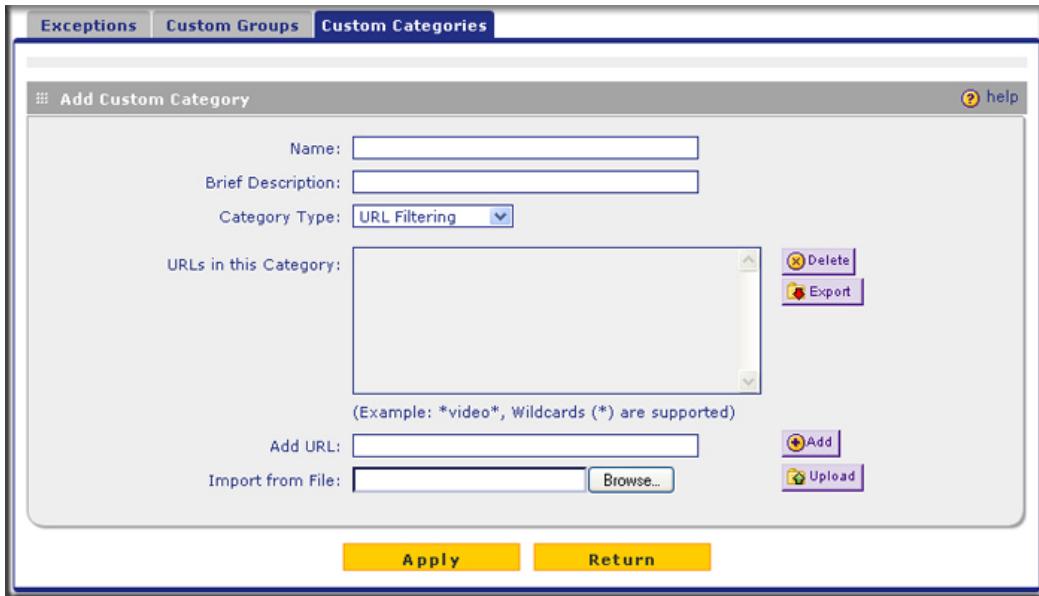 Exceptions Custom Groups Custom Categories
Add Custom Category ? help
Name:
Brief Description:
Category Type: URL Filtering
URLs in this Category: Delete
Export
(Example: *video*, Wildcards (*) are supported)
Add URL: Add
Import from File: Browse... Upload
Apply Return